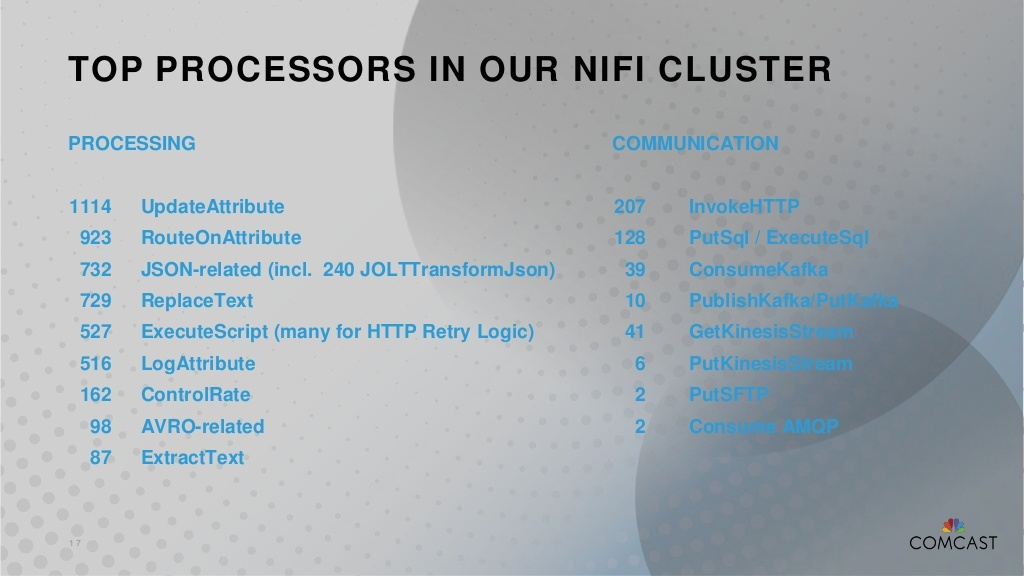 TOP PROCESSORS IN OUR NIFI CLUSTER
PROCESSING
1114 UpdateAttribute
923 RouteOnAttribute
732 JSON-related (incl. 240 JOLTTransformJson)
729 ReplaceText
527 ExecuteScript (many for HTTP Retry Logic)
516 LogAttribute
162 ControlRate
98 AVRO-related
87 ExtractText
COMMUNICATION
207 InvokeHTTP
128 PutSql / ExecuteSql
39 ConsumeKafka
10 PublishKafka/PutKafka
41 GetKinesisStream
6 PutKinesisStream
2 PutSFTP
2 Consume AMQP
17
COMCAST